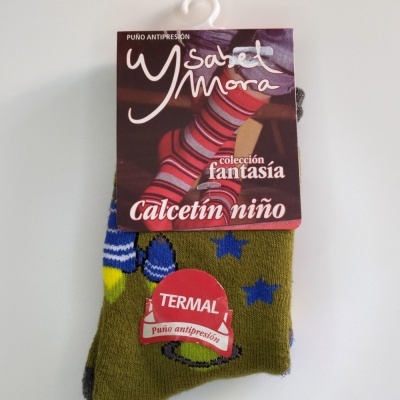 PUÑO ANTIPRESIÓN
Ysabel
Mora
colección
fantasía
Calcetín niño
TERMAL
Puño antipresión